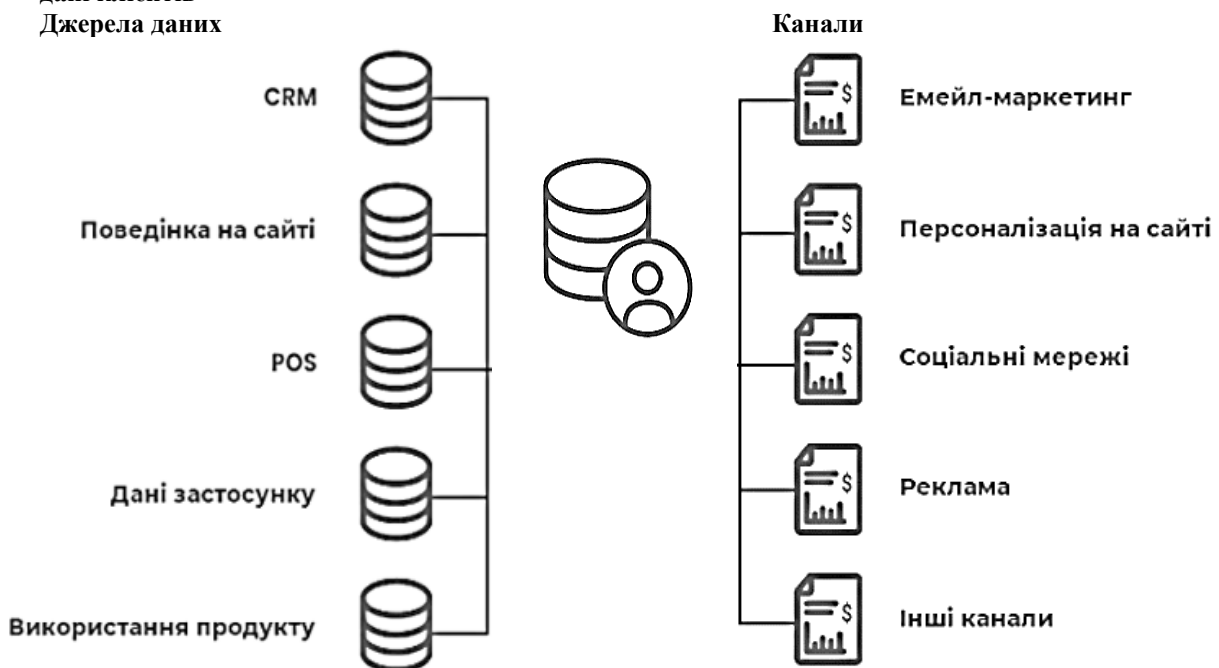 Джерела даних
Канали
CRM
Поведінка на сайті
POS
Дані застосунку
Використання продукту
Емейл-маркетинг
Персоналізація на сайті
Соціальні мережі
Реклама
Інші канали